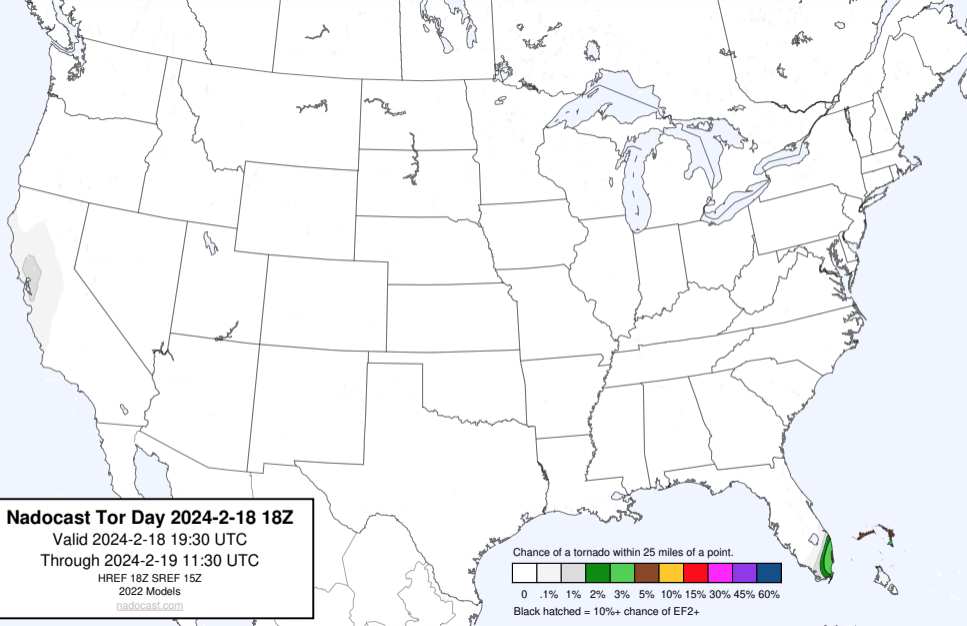 Nadocast Tor Day 2024-2-18 18Z
Valid 2024-2-18 19:30 UTC
Through 2024-2-19 11:30 UTC
HREF 18Z SREF 15Z
2022 Models
nadocast.com
Chance of a tornado within 25 miles of a point.
0 .1% 1% 2% 3% 5% 10% 15% 30% 45% 60%
Black hatched = 10%+ chance of EF2+